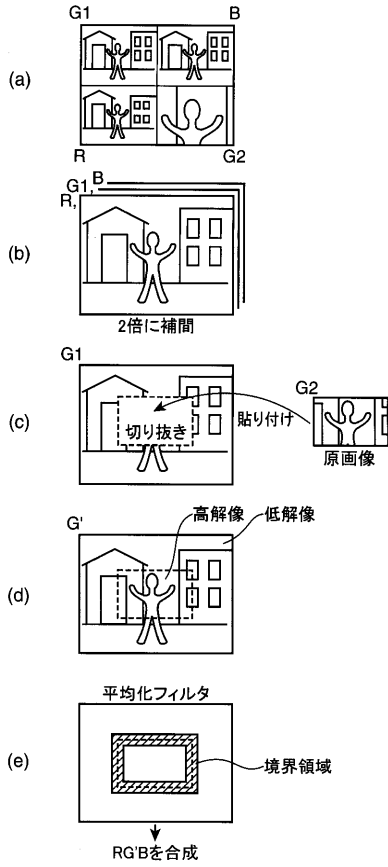 G1
B
(a)
R
G2
R, G1, B
(b)
2倍に補間
G1
G2
(c)
切り抜き
貼り付け
原画像
G'
高解像
低解像
(d)
平均化フィルタ
(e)
境界領域
RG'Bを合成